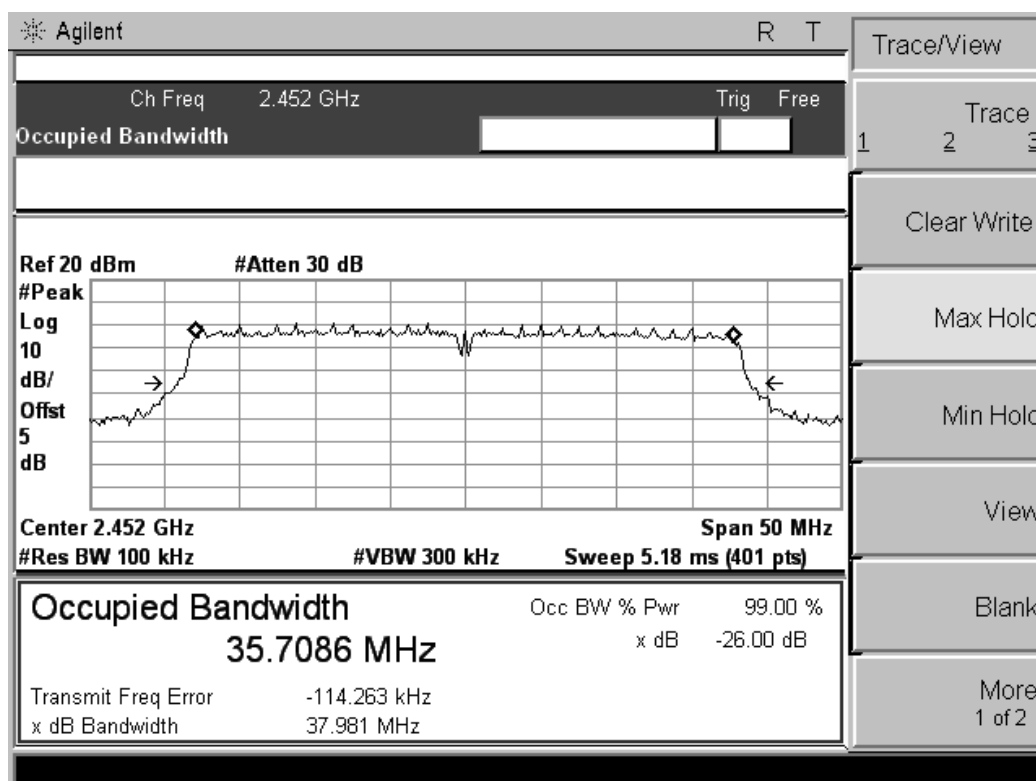 Agilent
R T
Trace/View
Ch Freq 2.452 GHz
Trig Free
Occupied Bandwidth
Trace
1 2 3
Clear Write
Max Hold
Min Hold
View
Blank
More
1 of 2
Ref 20 dBm #Atten 30 dB
#Peak
Log
10
dB/
Offst
5
dB
Center 2.452 GHz
Span 50 MHz
#Res BW 100 kHz #VBW 300 kHz Sweep 5.18 ms (401 pts)
Occupied Bandwidth
35.7086 MHz
Occ BW % Pwr 99.00 %
x dB -26.00 dB
Transmit Freq Error -114.263 kHz
x dB Bandwidth 37.981 MHz